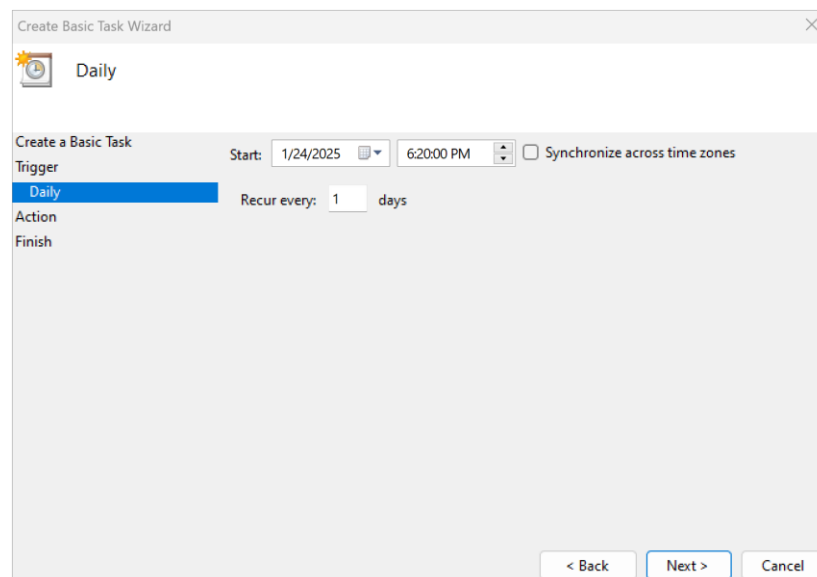 Create Basic Task Wizard
Daily
Create a Basic Task
Trigger
Daily
Action
Finish
Start: 1/24/2025 6:20:00 PM Synchronize across time zones
Recur every: 1 days
< Back Next > Cancel